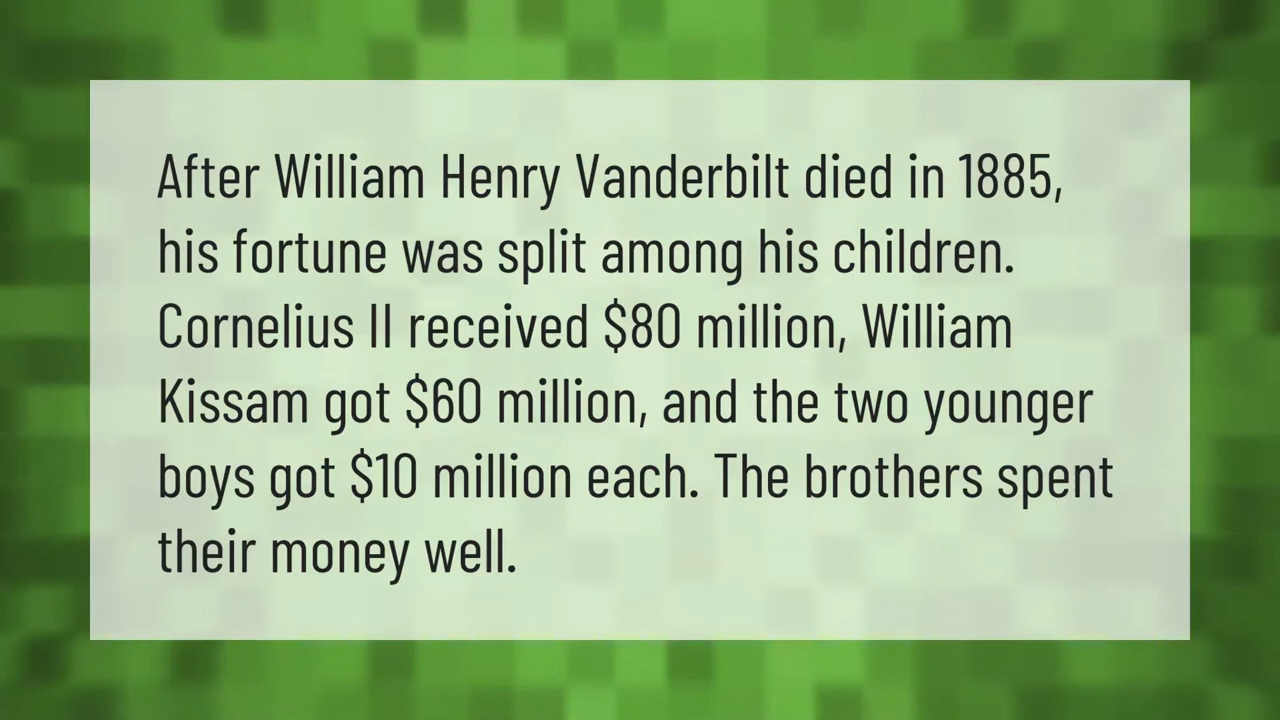 After William Henry Vanderbilt died in 1885,
his fortune was split among his children.
Cornelius II received $80 million, William
Kissam got $60 million, and the two younger
boys got $10 million each. The brothers spent
their money well.